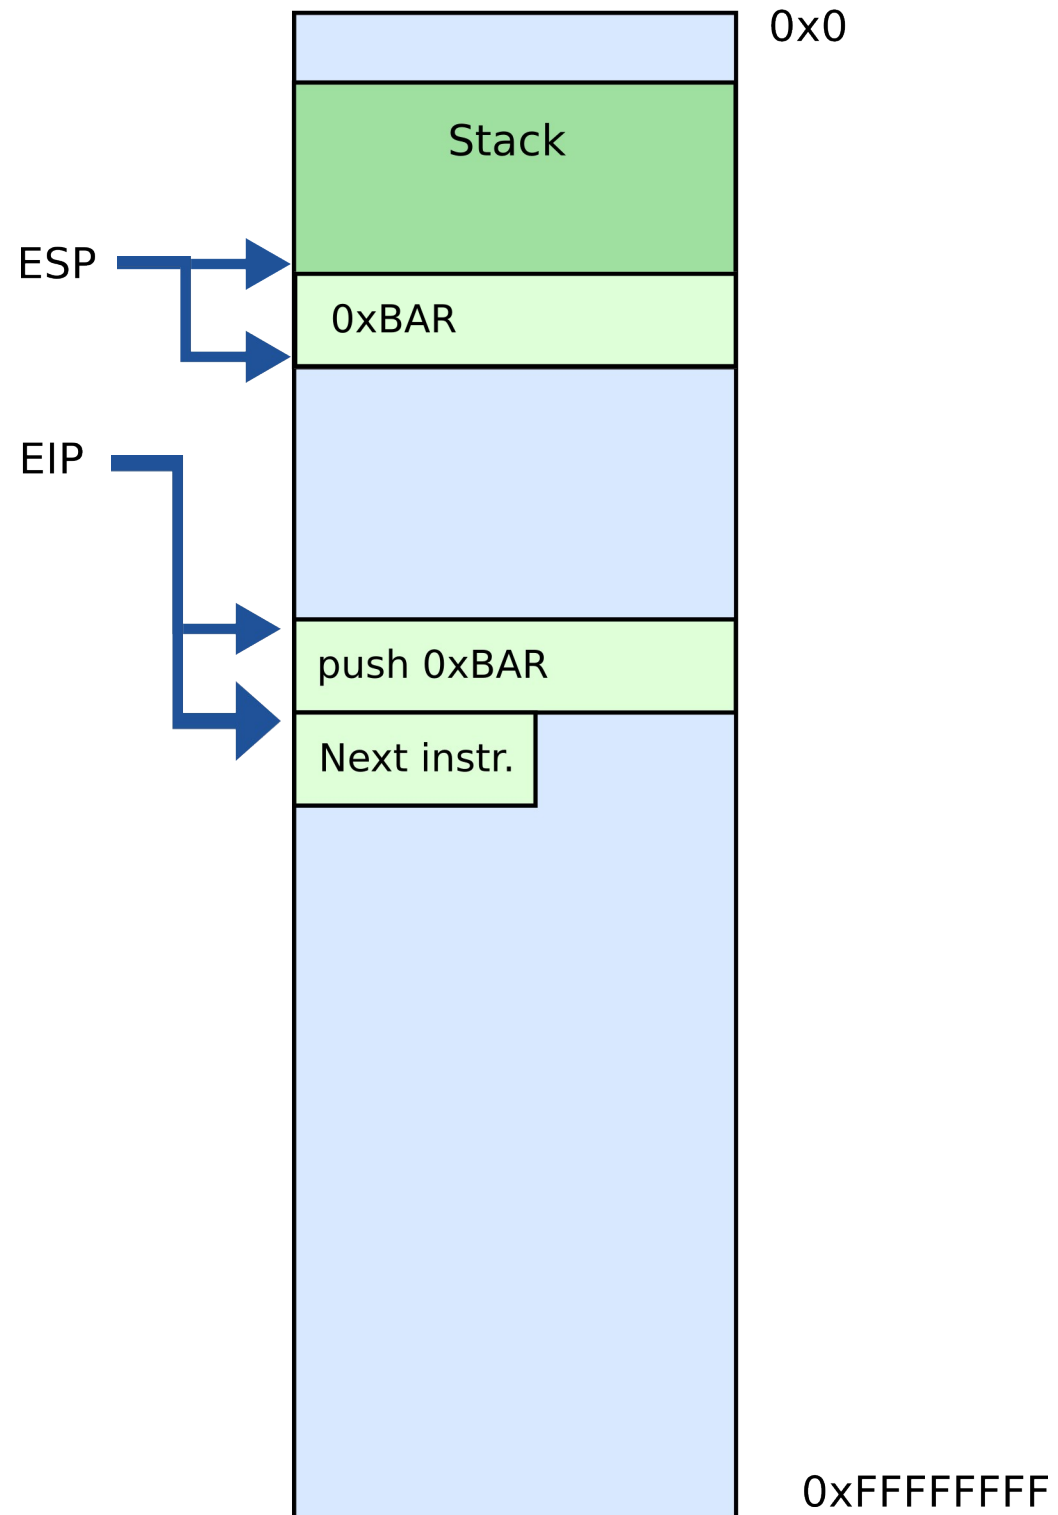 0x0
Stack
ESP
0xBAR
EIP
push 0xBAR
Next instr.
0xFFFFFFFF